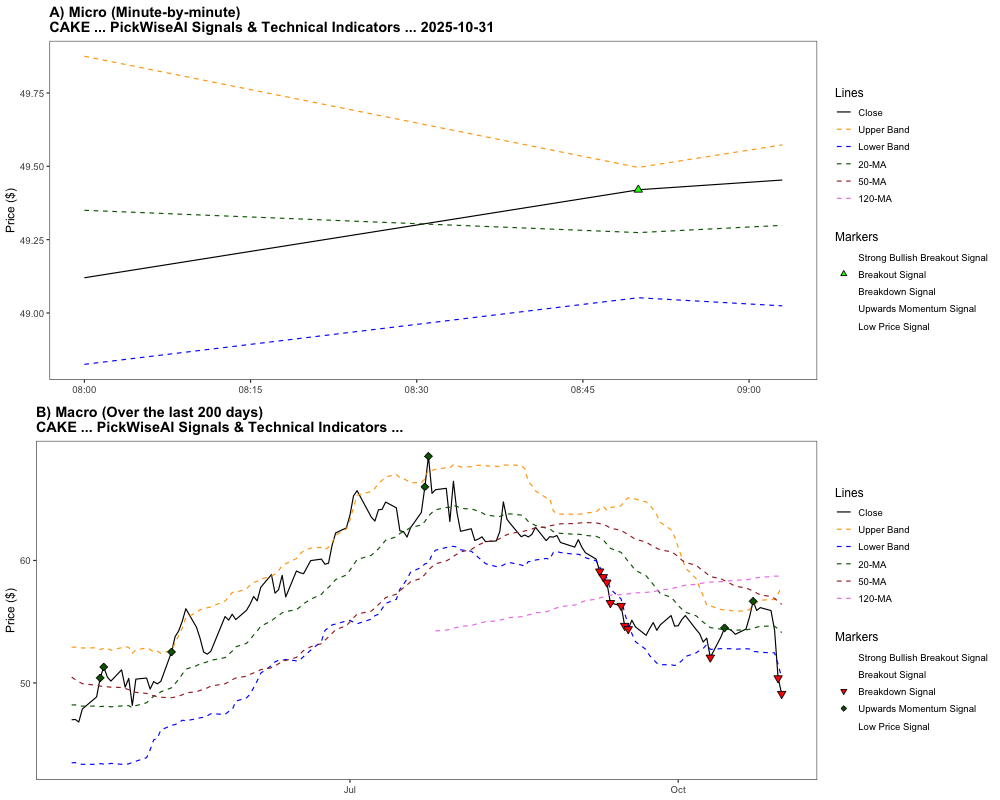 A) Micro (Minute-by-minute)
CAKE ... PickWiseAI Signals & Technical Indicators ... 2025-10-31
Price ($)
49.75
49.50
49.25
49.00
08:00
08:15
08:30
08:45
09:00
Lines
Close
Upper Band
Lower Band
20-MA
50-MA
120-MA
Markers
Strong Bullish Breakout Signal
Breakout Signal
Breakdown Signal
Upwards Momentum Signal
Low Price Signal
B) Macro (Over the last 200 days)
CAKE ... PickWiseAI Signals & Technical Indicators ...
Price ($)
60
50
Jul
Oct
Lines
Close
Upper Band
Lower Band
20-MA
50-MA
120-MA
Markers
Strong Bullish Breakout Signal
Breakout Signal
Breakdown Signal
Upwards Momentum Signal
Low Price Signal